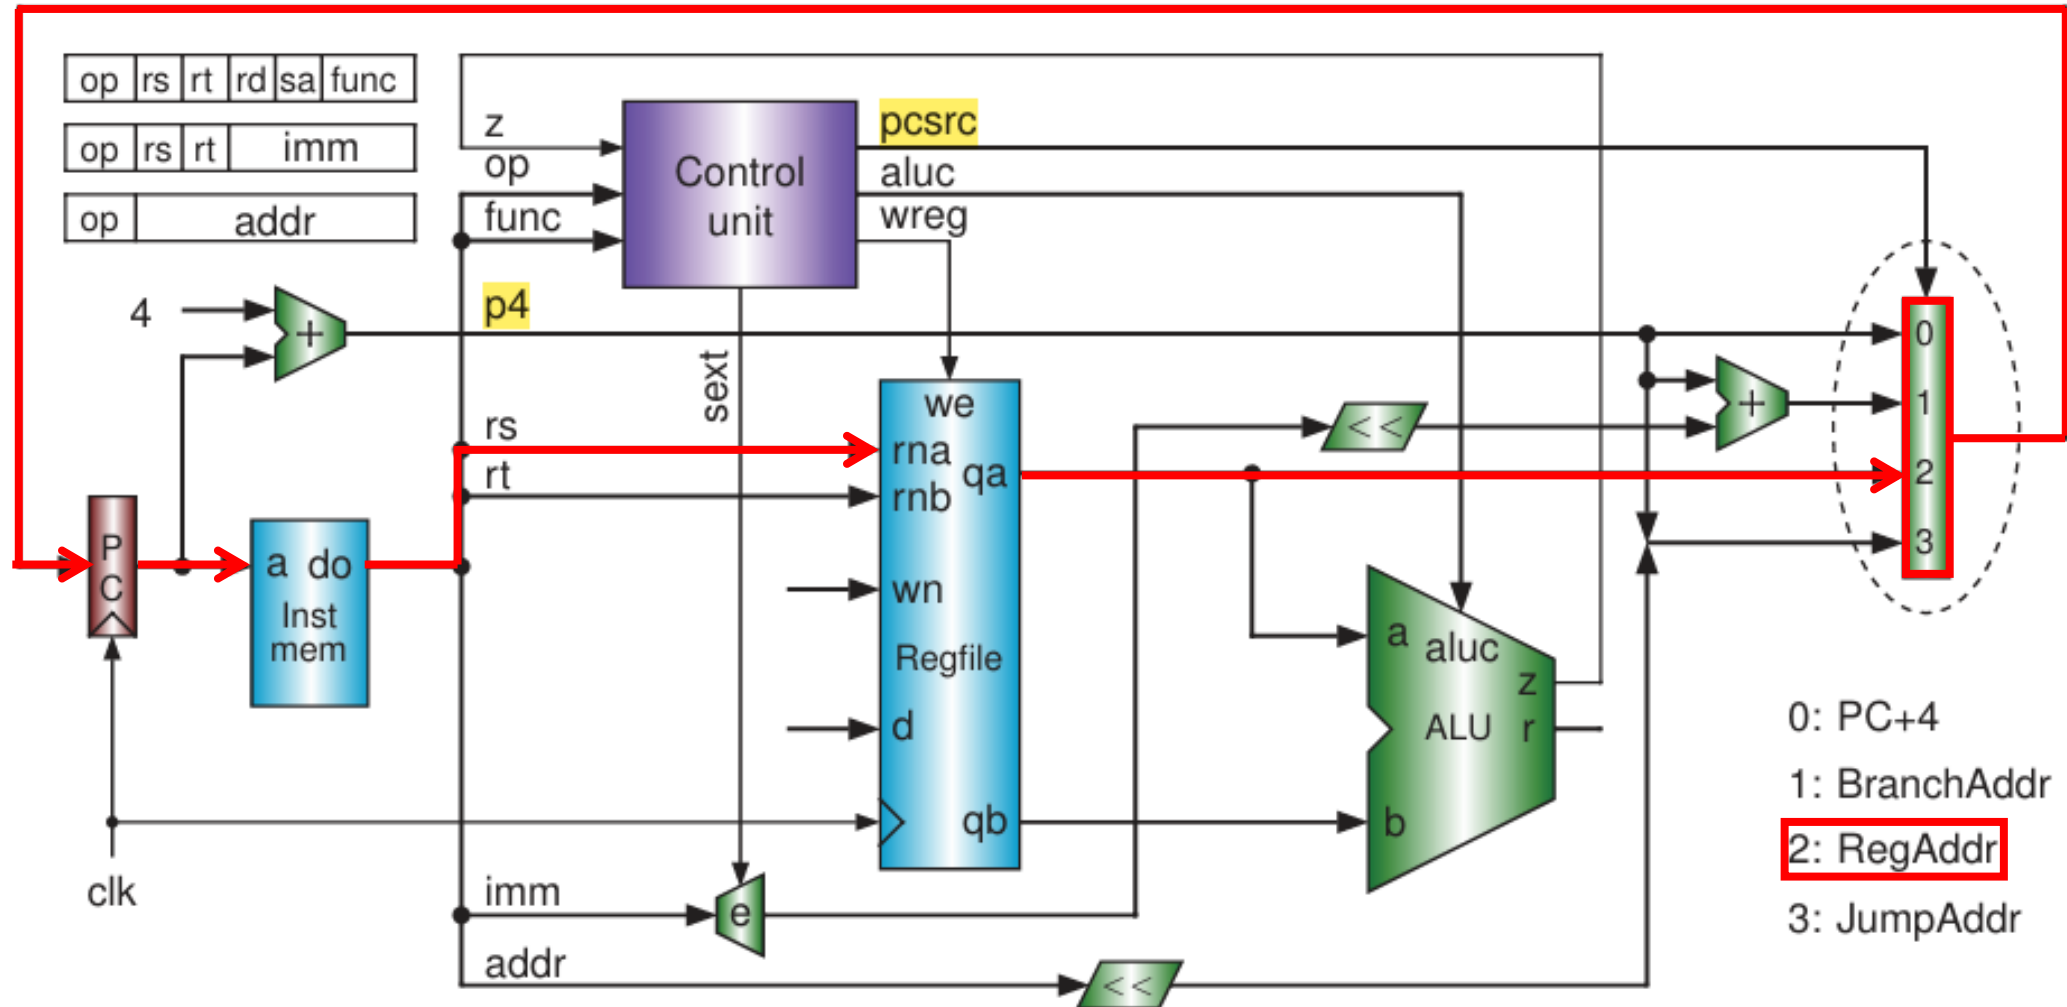 op rs rt rd sa func
op rs rt imm
op addr
z
op
func
Control
unit
pcsrc
aluc
wreg
4
+
p4
sext
rs
rt
we
rna
qa
rnb
wn
Regfile
d
qb
P
C
a do
Inst
mem
clk
imm
e
addr
<<
<<
+
0
1
2
3
a
aluc
z
ALU r
b
0: PC+4
1: BranchAddr
2: RegAddr
3: JumpAddr